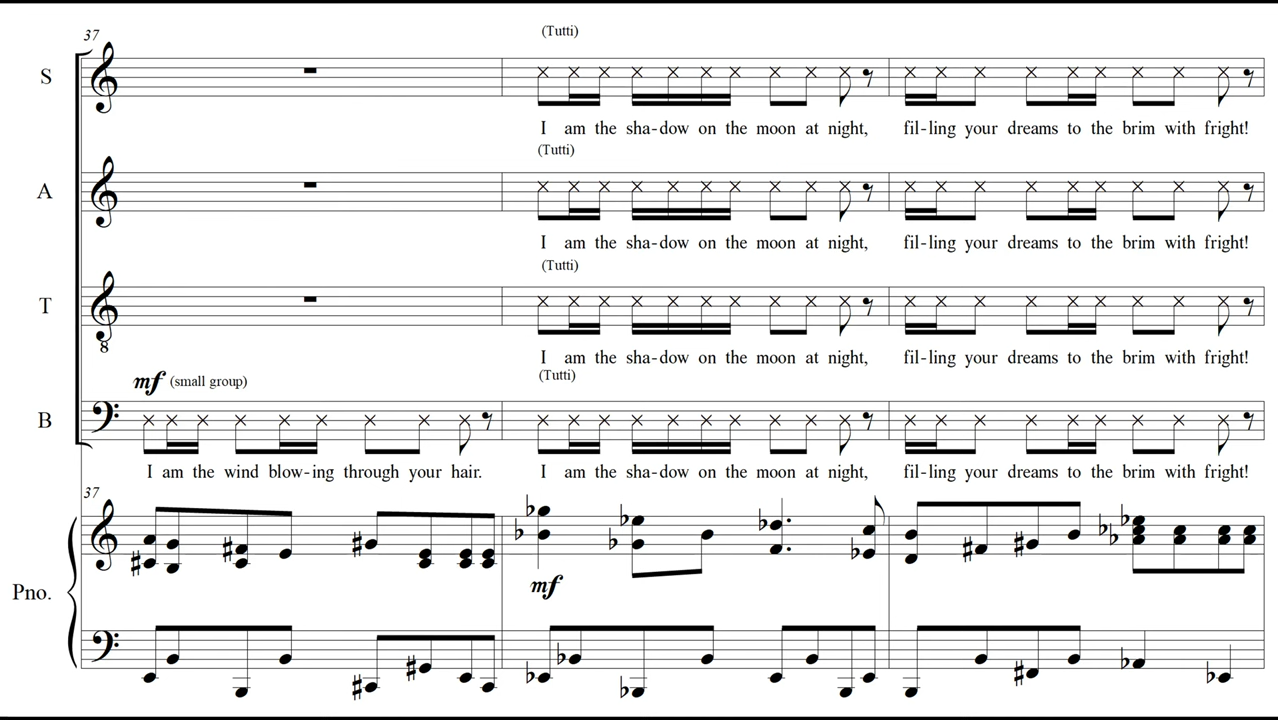 (Tutti)
37
S
I am the sha-dow on the moon at night, fil-ling your dreams to the brim with fright!
(Tutti)
A
I am the sha-dow on the moon at night, fil-ling your dreams to the brim with fright!
(Tutti)
T
8
I am the sha-dow on the moon at night, fil-ling your dreams to the brim with fright!
mf (small group) (Tutti)
B
I am the wind blow-ing through your hair. I am the sha-dow on the moon at night, fil-ling your dreams to the brim with fright!
37
mf
Pno.